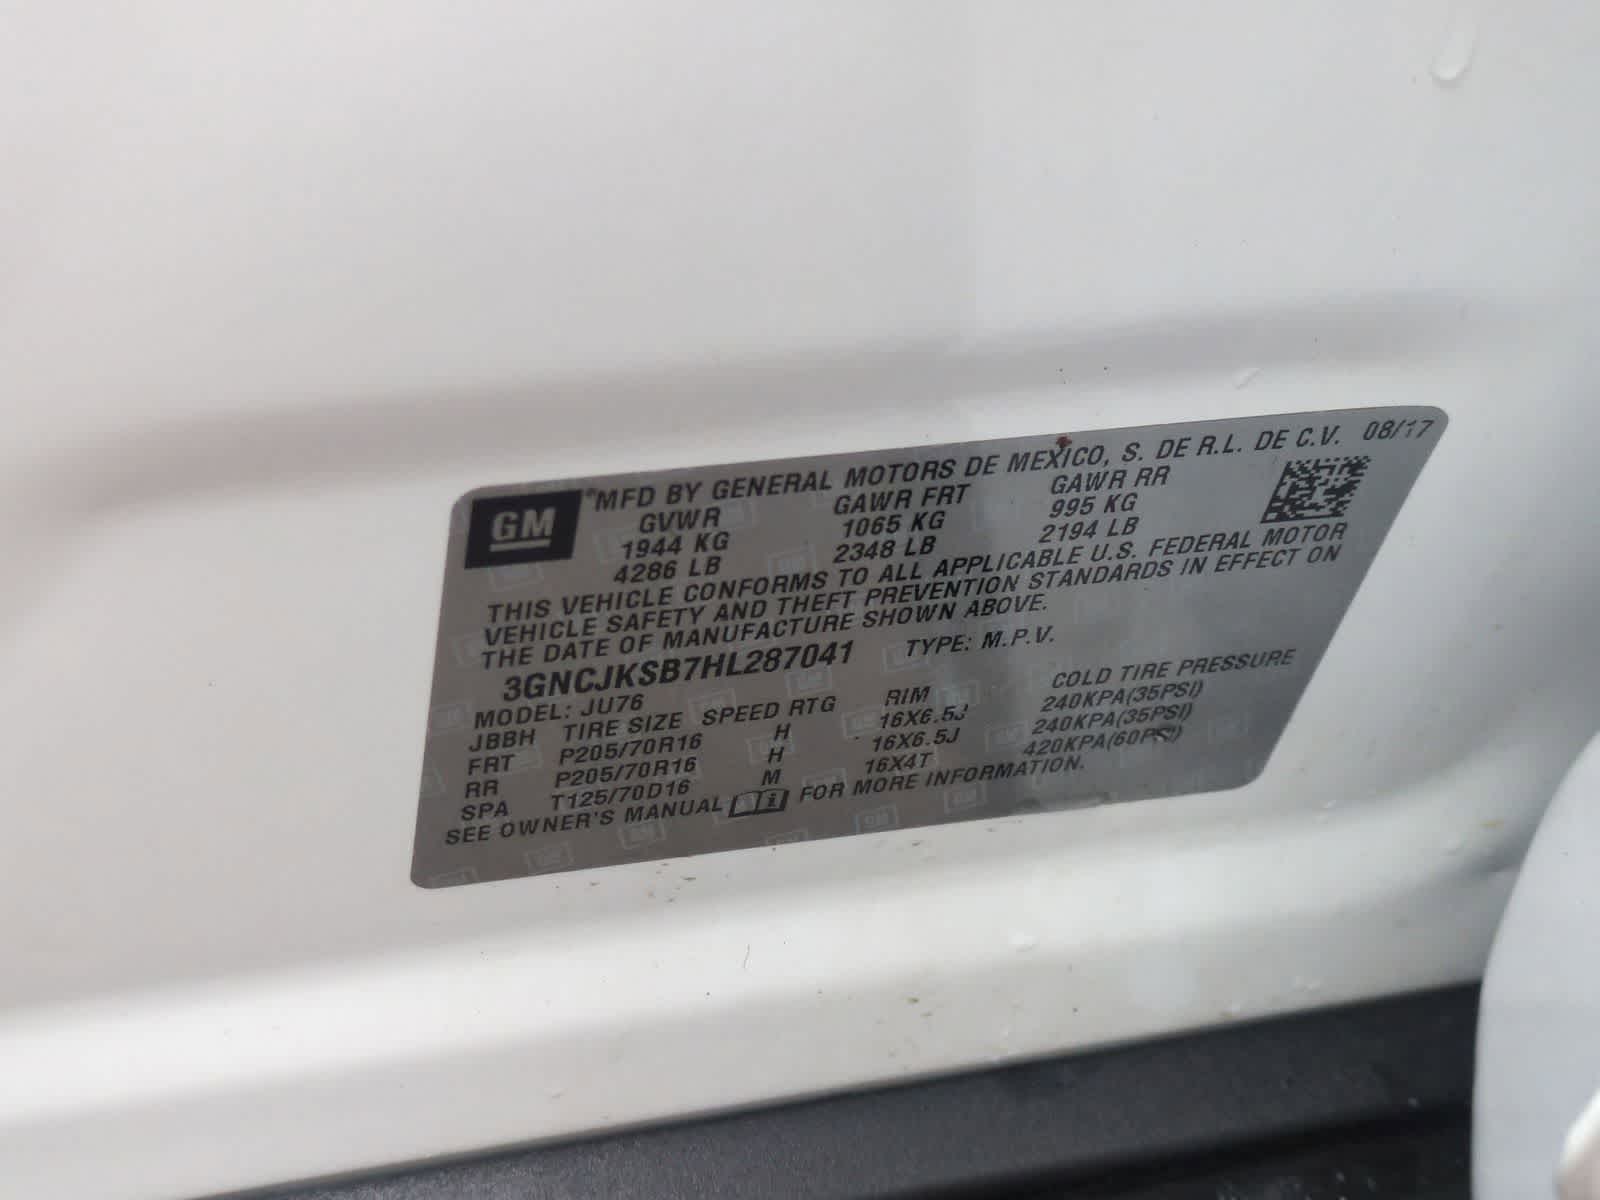 GM ® MFD BY GENERAL MOTORS DE MEXICO, S. DE R.L. DE C.V. 08/17
GVWR GAWR FRT GAWR RR
1944 KG 1065 KG 995 KG
4286 LB 2348 LB 2194 LB
THIS VEHICLE CONFORMS TO ALL APPLICABLE U.S. FEDERAL MOTOR
VEHICLE SAFETY AND THEFT PREVENTION STANDARDS IN EFFECT ON
THE DATE OF MANUFACTURE SHOWN ABOVE.
3GNCJKSB7HL287041 TYPE: M.P.V.
MODEL: JU76
JBBH TIRE SIZE SPEED RTG RIM COLD TIRE PRESSURE
FRT P205/70R16 H 16X6.5J 240KPA(35PSI)
RR P205/70R16 H 16X6.5J 240KPA(35PSI)
SPA T125/70D16 M 16X4T 420KPA(60PSI)
SEE OWNER'S MANUAL FOR MORE INFORMATION.